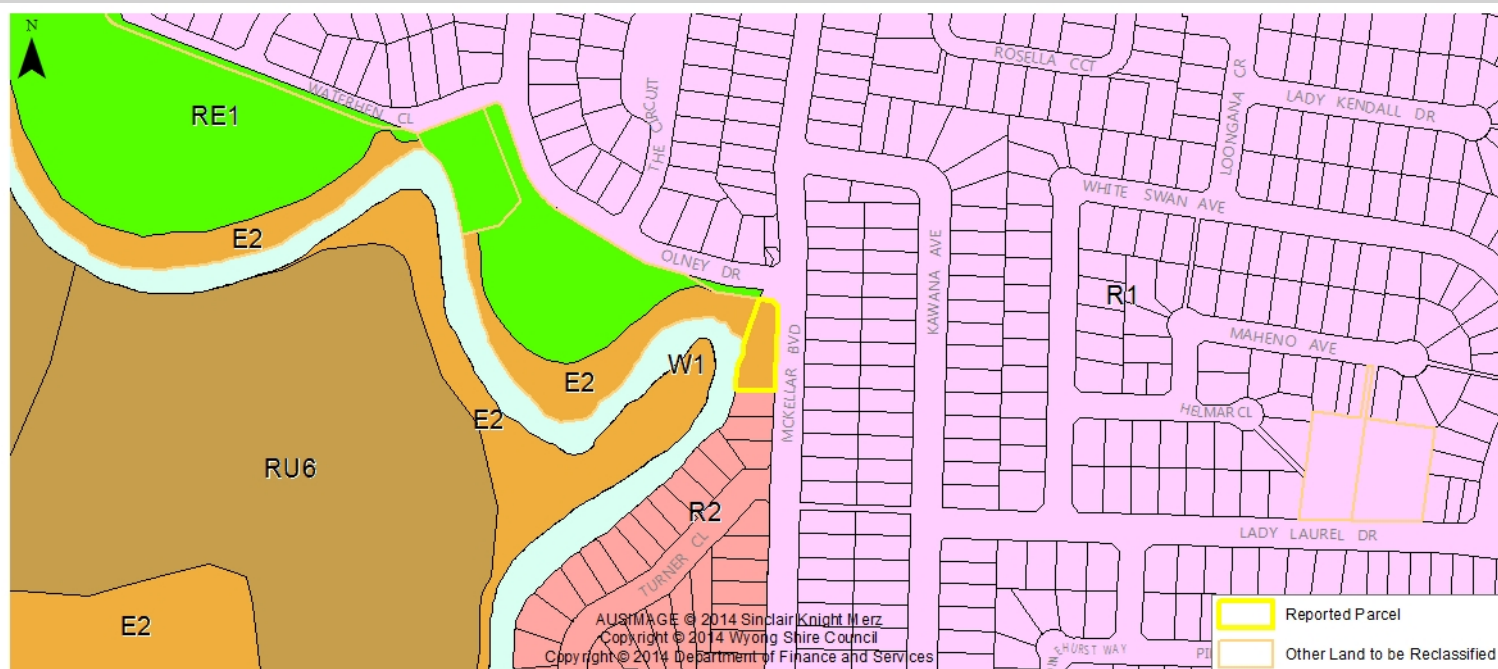 N
ROSELLA CCT
LOONGANA CR
LADY KENDALL DR
WATERHEN CL
RE1
THE CIRCUIT
WHITE SWAN AVE
E2
OLNEY DR
KAWANA AVE
R1
MAHENO AVE
W1
MCKELLAR BVD
E2
E2
HELMAR CL
RU6
R2
LADY LAUREL DR
TURNER CL
E2
AUSIMAGE © 2014 Sinclair Knight Merz
Copyright © 2014 Wyong Shire Council
Copyright © 2014 Department of Finance and Services
EHURST WAY
Reported Parcel
Other Land to be Reclassified